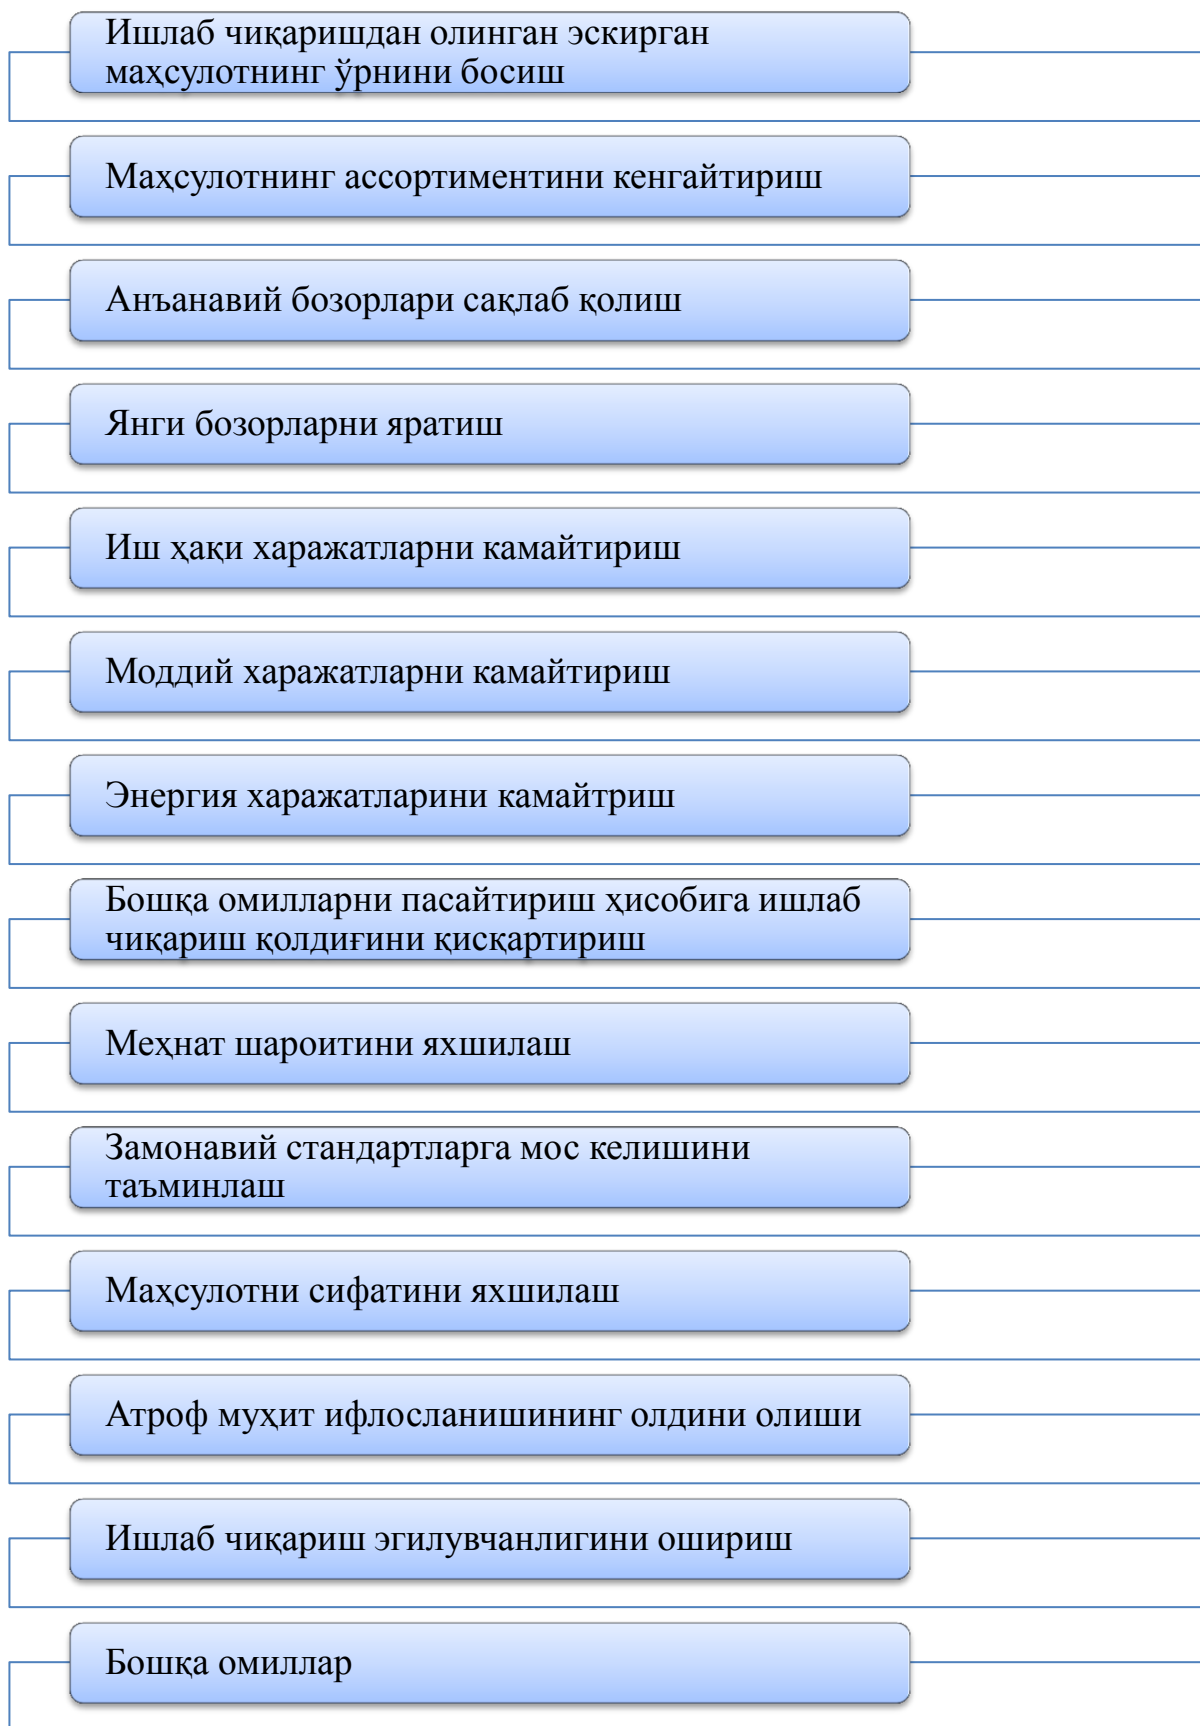 Ишлаб чиқаришдан олинган эскирган
маҳсулотнинг ўрнини босиш
Маҳсулотнинг ассортиментини кенгайтириш
Анъанавий бозорлари сақлаб қолиш
Янги бозорларни яратиш
Иш ҳақи харажатларни камайтириш
Моддий харажатларни камайтириш
Энергия харажатларини камайтриш
Бошқа омилларни пасайтириш ҳисобига ишлаб
чиқариш қолдиғини қисқартириш
Меҳнат шароитини яхшилаш
Замонавий стандартларга мос келишини
таъминлаш
Маҳсулотни сифатини яхшилаш
Атроф муҳит ифлосланишининг олдини олиши
Ишлаб чиқариш эгилувчанлигини ошириш
Бошқа омиллар